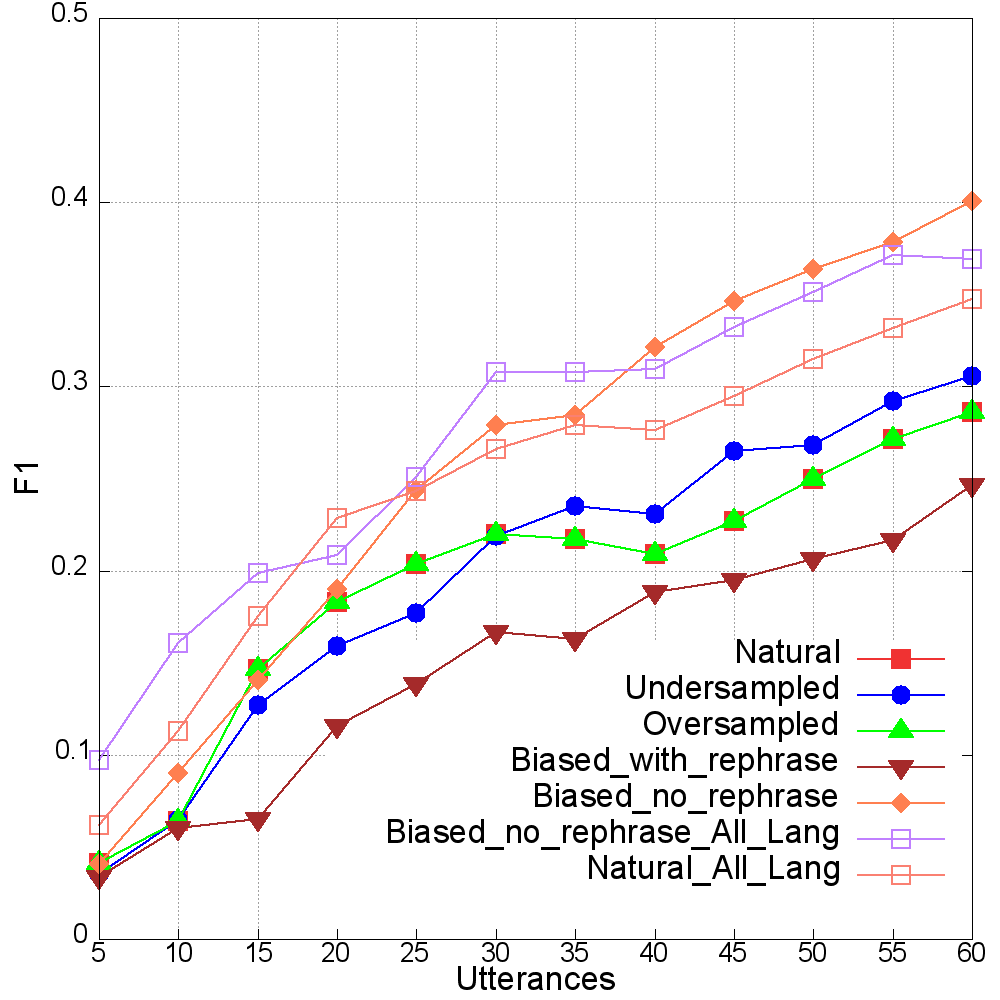 0.5
0.4
0.3
0.2
0.1
0
F1
Natural
Undersampled
Oversampled
Biased_with_rephrase
Biased_no_rephrase
Biased_no_rephrase_All_Lang
Natural_All_Lang
5 10 15 20 25 30 35 40 45 50 55 60
Utterances